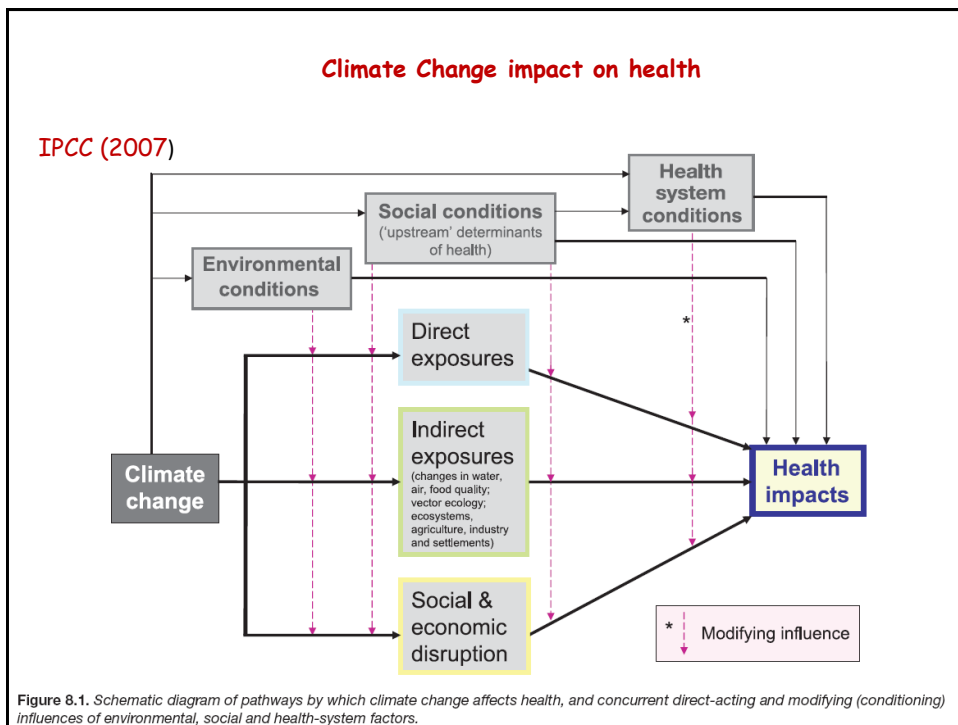 Climate Change impact on health
IPCC (2007)
Health
system
conditions
Social conditions
(‘upstream’ determinants
of health)
Environmental
conditions
*
Direct
exposures
Indirect
exposures
(changes in water,
air, food quality;
vector ecology;
ecosystems,
agriculture, industry
and settlements)
Climate
change
Health
impacts
Social &
economic
disruption
* Modifying influence
Figure 8.1. Schematic diagram of pathways by which climate change affects health, and concurrent direct-acting and modifying (conditioning)
influences of environmental, social and health-system factors.